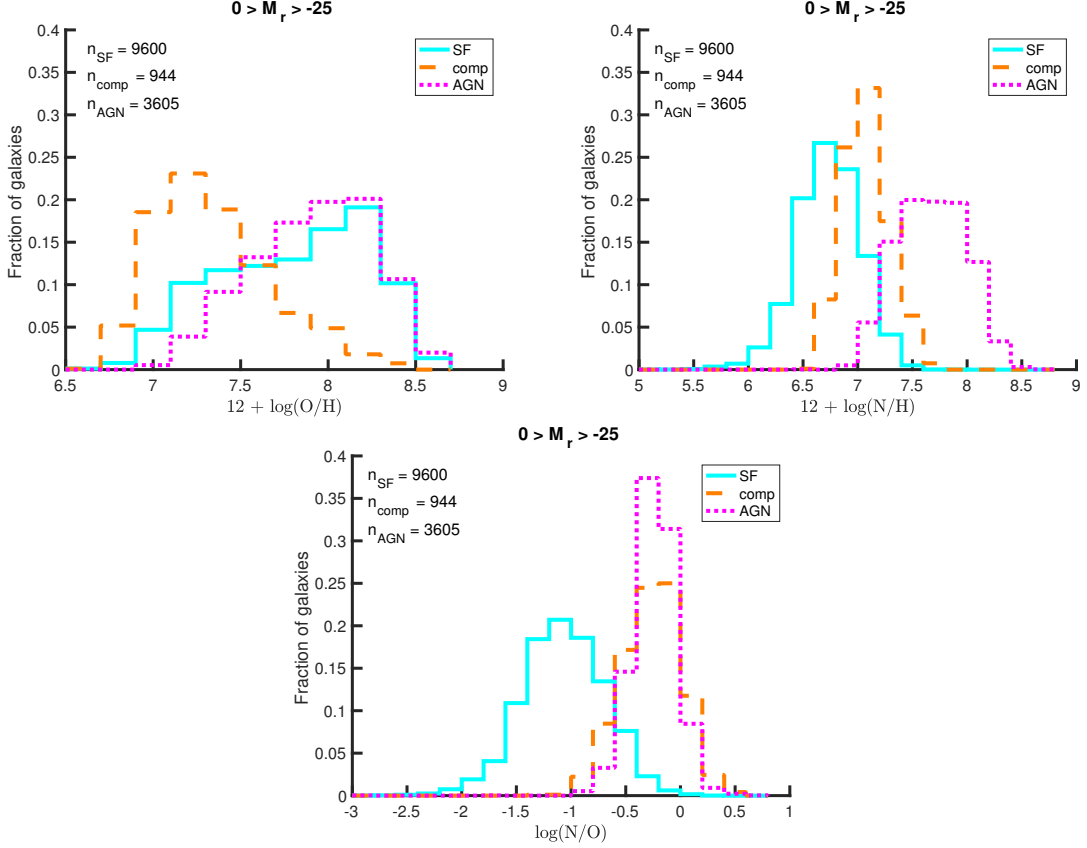 0 > M_r > -25
n_SF = 9600
n_comp = 944
n_AGN = 3605
SF
comp
AGN
Fraction of galaxies
0.4
0.35
0.3
0.25
0.2
0.15
0.1
0.05
0
6.5 7 7.5 8 8.5 9
12 + log(O/H)
0 > M_r > -25
n_SF = 9600
n_comp = 944
n_AGN = 3605
SF
comp
AGN
Fraction of galaxies
0.4
0.35
0.3
0.25
0.2
0.15
0.1
0.05
0
5 5.5 6 6.5 7 7.5 8 8.5 9
12 + log(N/H)
0 > M_r > -25
n_SF = 9600
n_comp = 944
n_AGN = 3605
SF
comp
AGN
Fraction of galaxies
0.4
0.35
0.3
0.25
0.2
0.15
0.1
0.05
0
-3 -2.5 -2 -1.5 -1 -0.5 0 0.5 1
log(N/O)